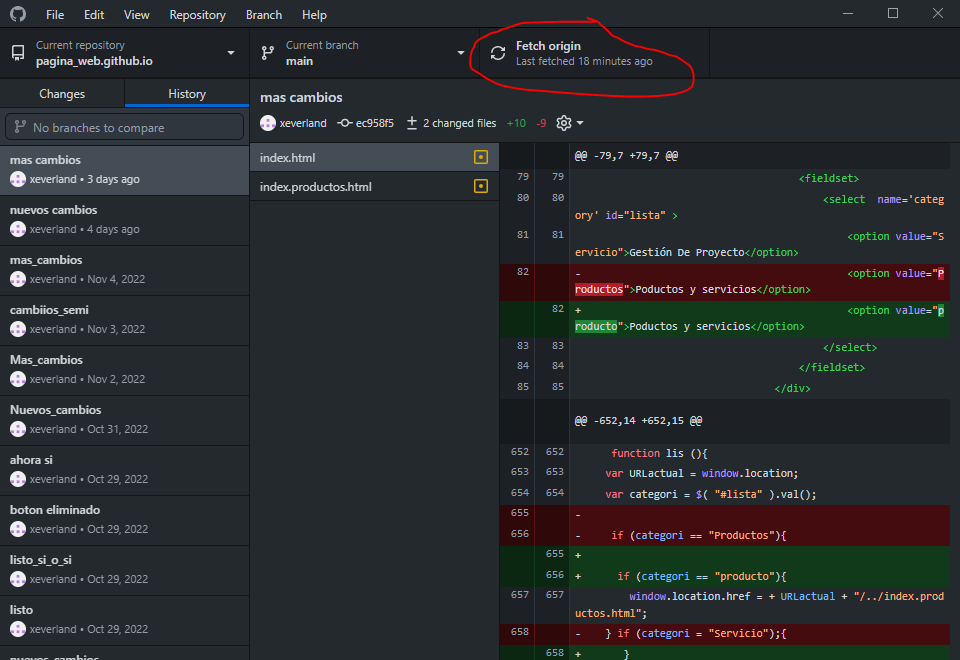 File Edit View Repository Branch Help
Current repository
pagina_web.github.io
Current branch
main
Fetch origin
Last fetched 18 minutes ago
Changes History
No branches to compare
mas cambios
xeverland • 3 days ago
nuevos cambios
xeverland • 4 days ago
mas_cambios
xeverland • Nov 4, 2022
cambiios_semi
xeverland • Nov 3, 2022
Mas_cambios
xeverland • Nov 2, 2022
Nuevos_cambios
xeverland • Oct 31, 2022
ahora si
xeverland • Oct 29, 2022
boton eliminado
xeverland • Oct 29, 2022
listo_si_o_si
xeverland • Oct 29, 2022
listo
xeverland • Oct 29, 2022
nuevos_cambios
mas cambios
xeverland ec958f5 2 changed files +10 -9
index.html
index.productos.html
@@ -79,7 +79,7 @@
79 79 <fieldset>
80 80 <select name='categ
ory' id="lista" >
81 81 <option value="S
ervicio">Gestión De Proyecto</option>
82 - <option value="P
roductos">Poductos y servicios</option>
82 + <option value="p
roducto">Poductos y servicios</option>
83 83 </select>
84 84 </fieldset>
85 85 </div>
@@ -652,14 +652,15 @@
652 652 function lis (){
653 653 var URLactual = window.location;
654 654 var categori = $( "#lista" ).val();
655 -
656 - if (categori == "Productos"){
655 +
656 + if (categori == "producto"){
657 657 window.location.href = + URLactual + "/../index.prod
uctos.html";
658 - } if (categori = "Servicio");{
658 + }